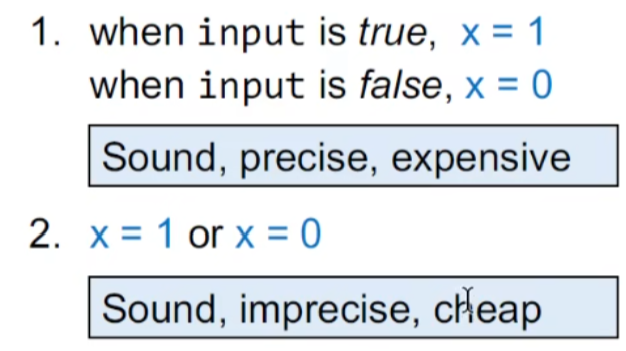 1. when input is true, x = 1
when input is false, x = 0
Sound, precise, expensive
2. x = 1 or x = 0
Sound, imprecise, cheap